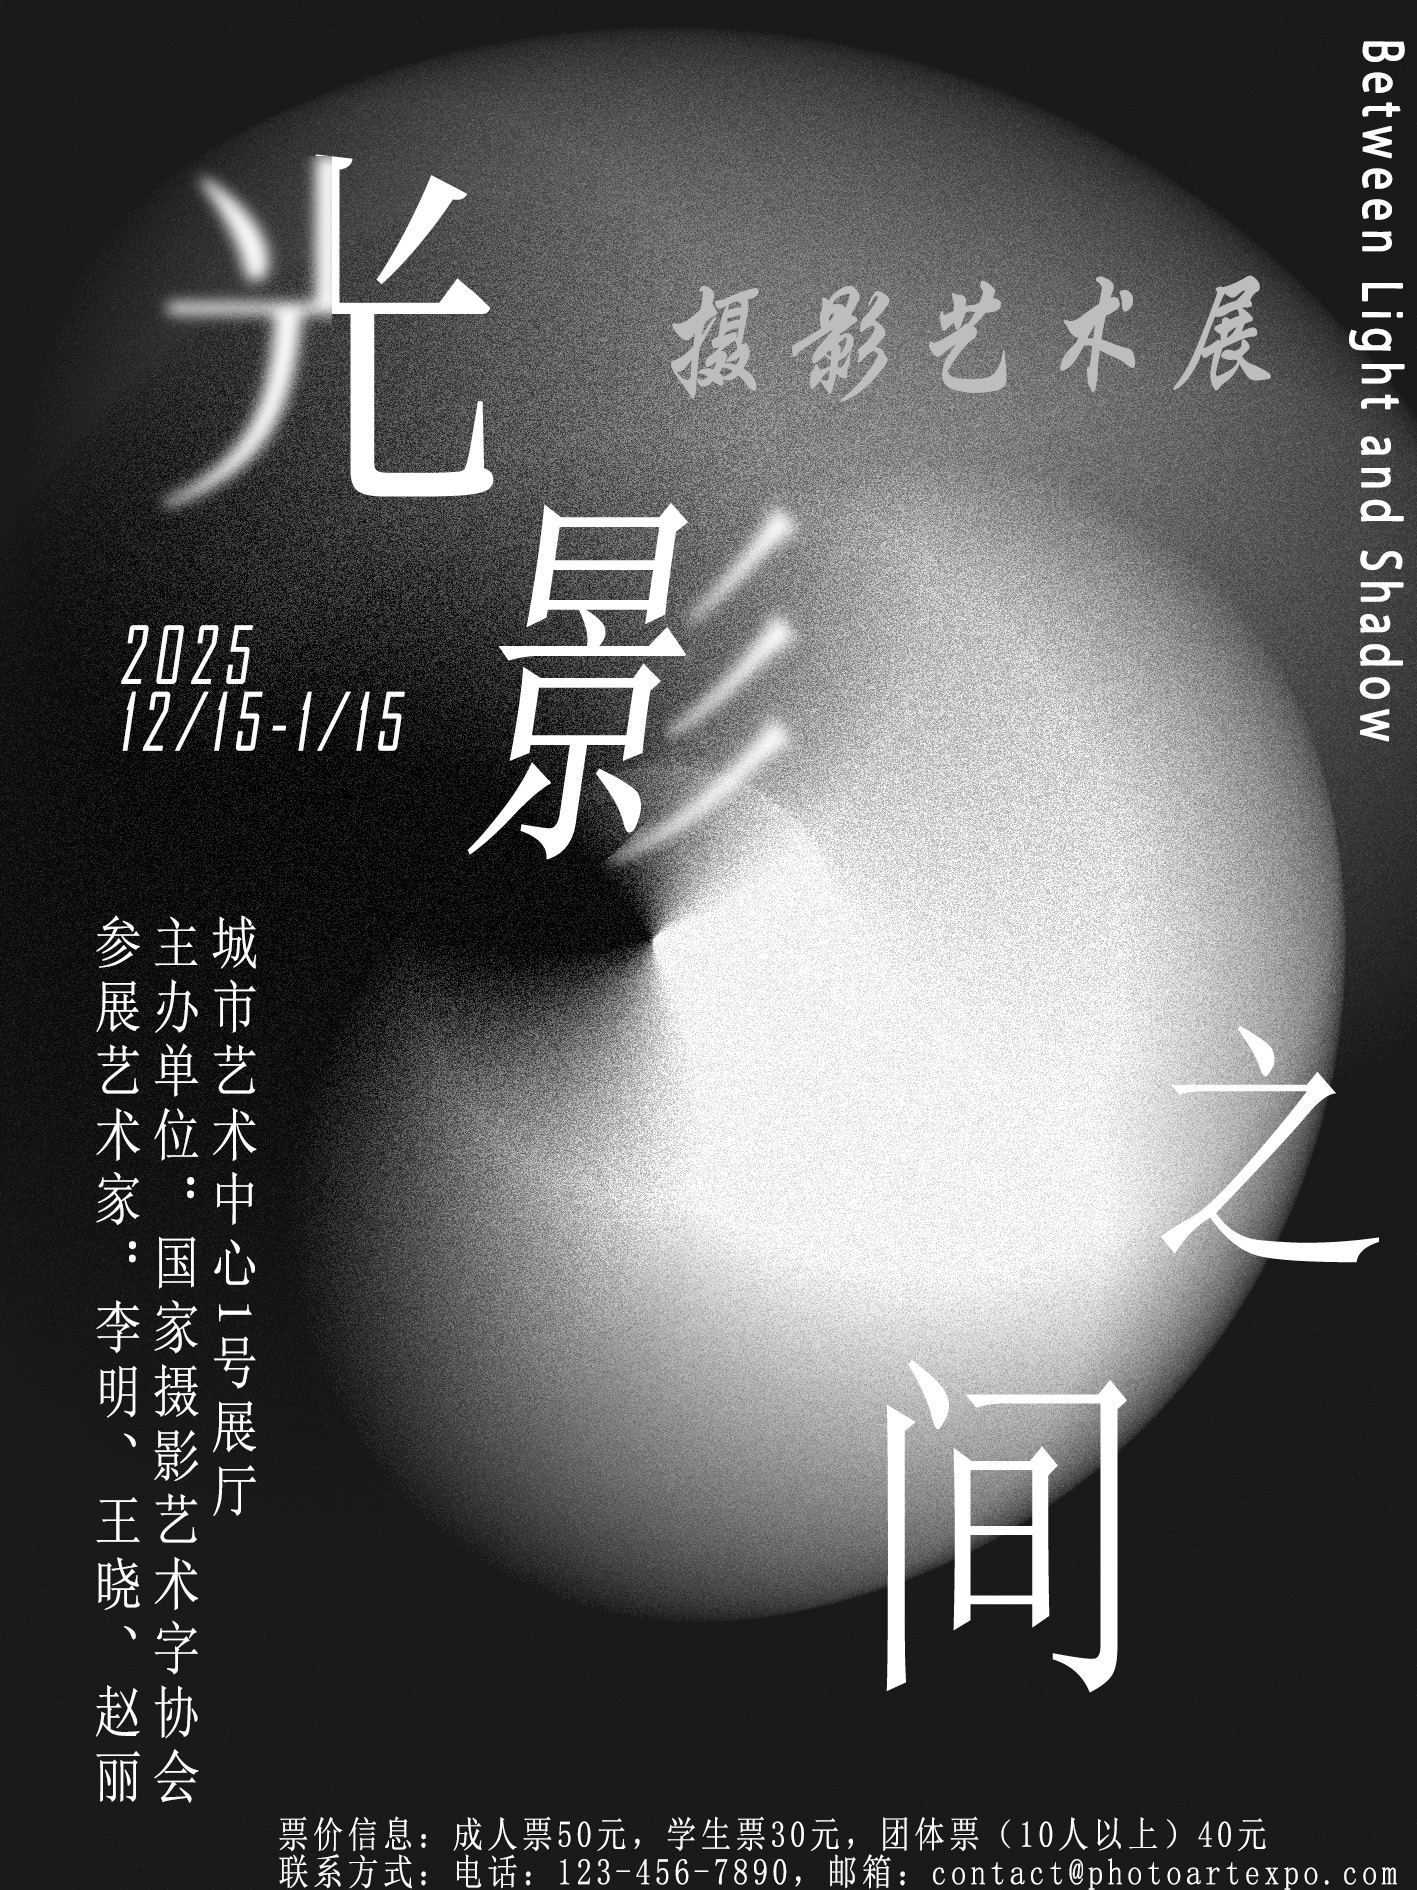 光影之间
摄影艺术展
Between Light and Shadow
2025
12/15-1/15
城市艺术中心1号展厅
主办单位：国家摄影艺术字协会
参展艺术家：李明、王晓、赵丽
票价信息：成人票50元，学生票30元，团体票（10人以上）40元
联系方式：电话：123-456-7890，邮箱：contact@photoartexpo.com